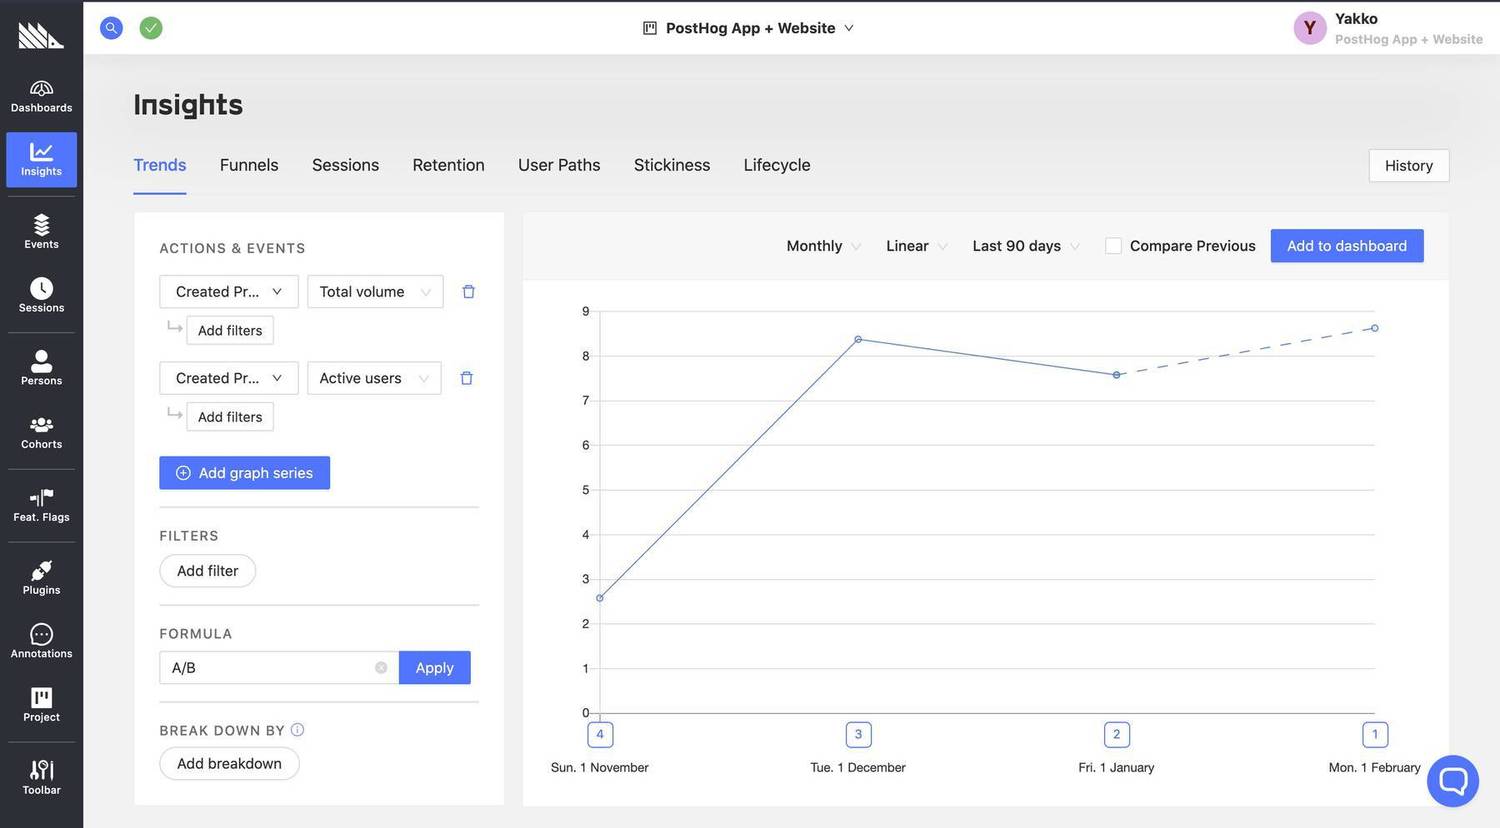 PostHog App + Website
Y
Yakko
PostHog App + Website
Dashboards
Insights
Events
Sessions
Persons
Cohorts
Feat. Flags
Plugins
Annotations
Project
Toolbar
Insights
Trends
Funnels
Sessions
Retention
User Paths
Stickiness
Lifecycle
History
ACTIONS & EVENTS
Created Pr...
Total volume
Add filters
Created Pr...
Active users
Add filters
Add graph series
FILTERS
Add filter
FORMULA
A/B
Apply
BREAK DOWN BY
Add breakdown
Monthly
Linear
Last 90 days
Compare Previous
Add to dashboard
9
8
7
6
5
4
3
2
1
0
4
3
2
1
Sun. 1 November
Tue. 1 December
Fri. 1 January
Mon. 1 February